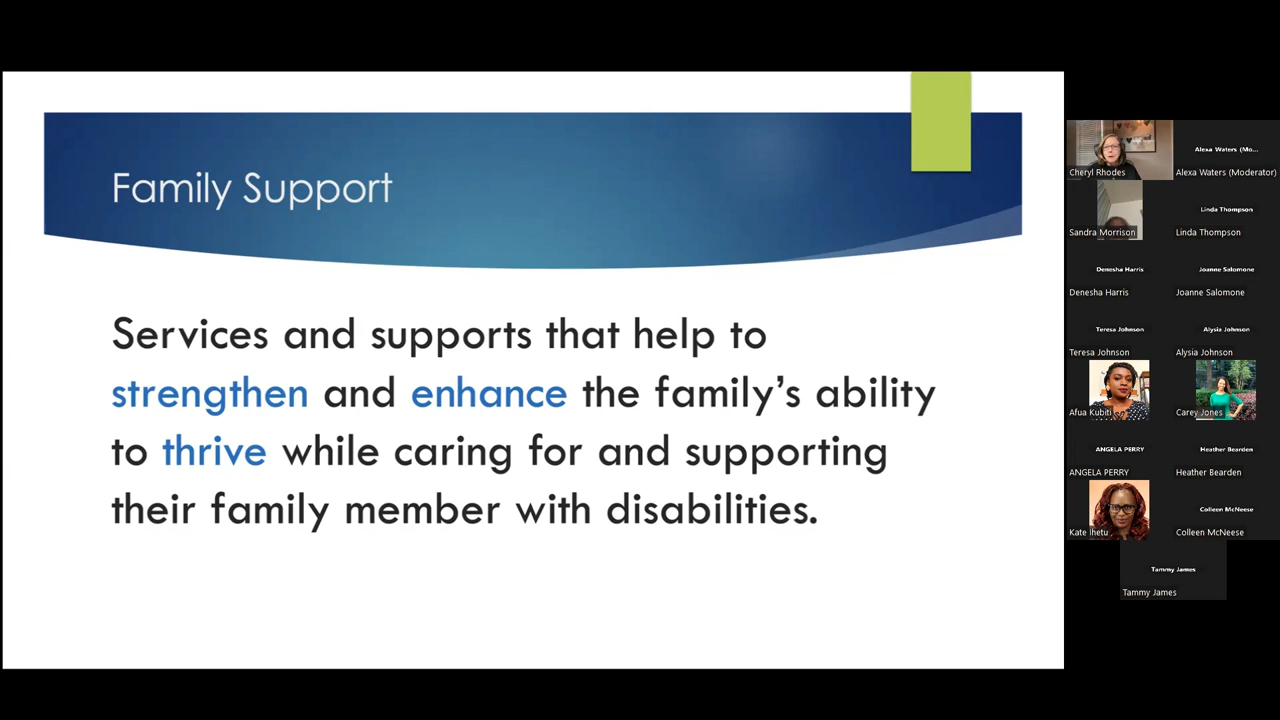 Family Support
Services and supports that help to
strengthen and enhance the family's ability
to thrive while caring for and supporting
their family member with disabilities.
Cheryl Rhodes
Alexa Waters (Mo...
Alexa Waters (Moderator)
Sandra Morrison
Linda Thompson
Linda Thompson
Denesha Harris
Denesha Harris
Joanne Salomone
Joanne Salomone
Teresa Johnson
Teresa Johnson
Alysia Johnson
Alysia Johnson
Afua Kubiti
Carey Jones
ANGELA PERRY
ANGELA PERRY
Heather Bearden
Heather Bearden
Kate Ihetu
Colleen McNeese
Colleen McNeese
Tammy James
Tammy James